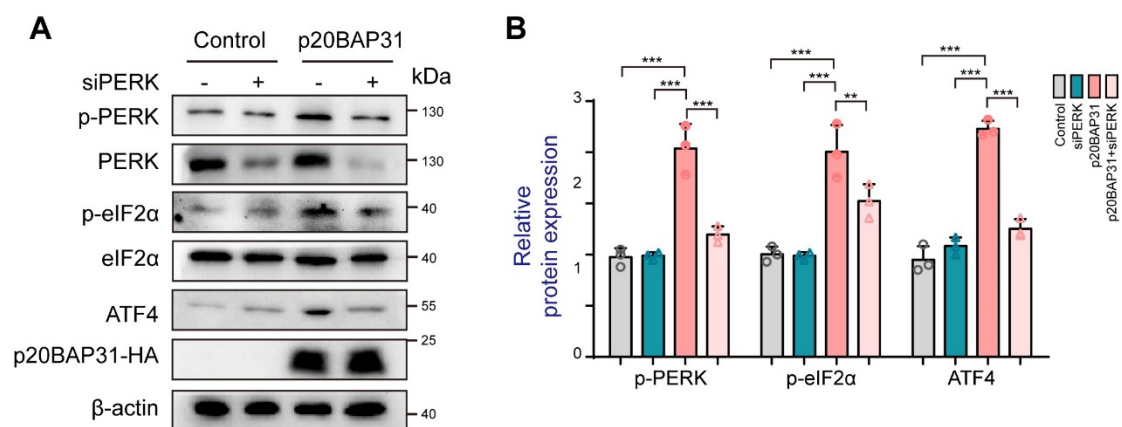 A
Control p20BAP31
siPERK - + - + kDa
p-PERK 130
PERK 130
p-eIF2α 40
eIF2α 40
ATF4 55
p20BAP31-HA 25
β-actin 40
B
Relative
protein expression
3
2
1
0
*** *** ***
*** *** **
*** *** ***
p-PERK p-eIF2α ATF4
Control
siPERK
p20BAP31
p20BAP31+siPERK